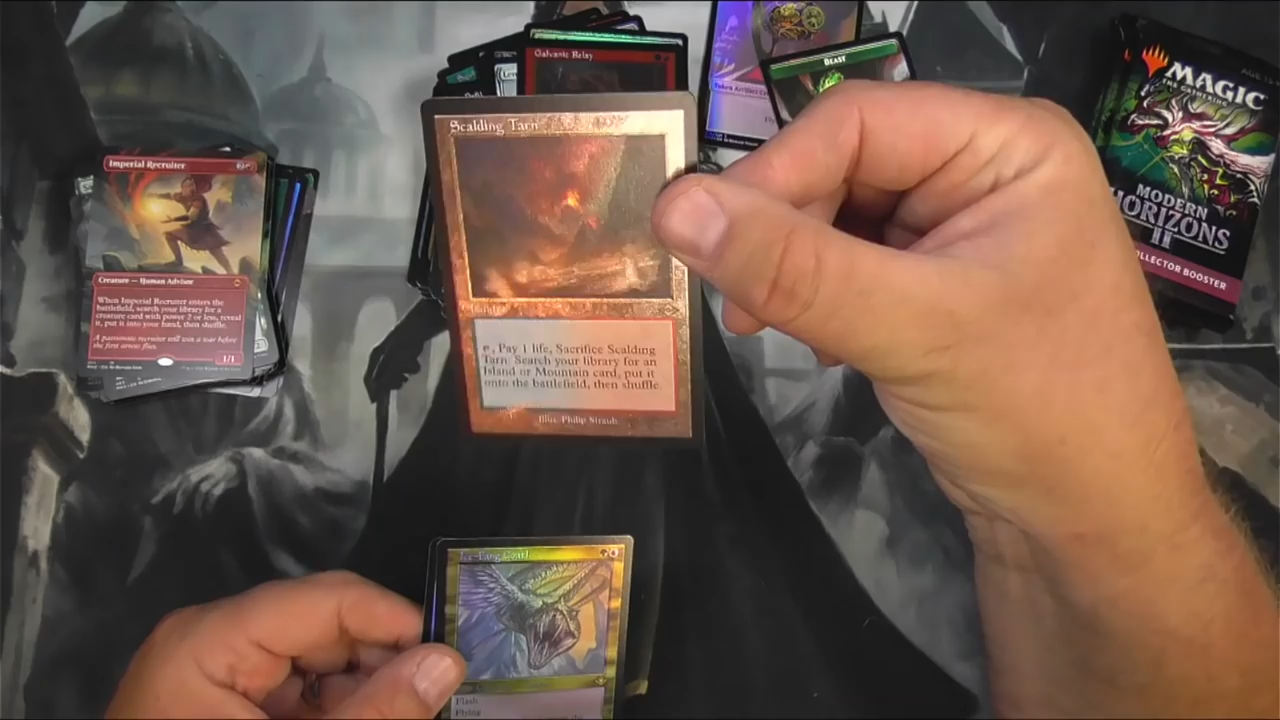 Galvanic Relay
BEAST
Token Artifact
MAGIC
MODERN
HORIZONS
II
COLLECTOR BOOSTER
Imperial Recruiter
Creature — Human Advisor
When Imperial Recruiter enters the
battlefield, search your library for a
creature card with power 2 or less, reveal
it, put it into your hand, then shuffle.
A passionate recruiter will win a war before
the first arrow flies.
1/1
Scalding Tarn
Land
, Pay 1 life, Sacrifice Scalding
Tarn: Search your library for an
Island or Mountain card, put it
onto the battlefield, then shuffle.
Illus. Philip Straub
Ice-Fang Coatl
Flash
Flying